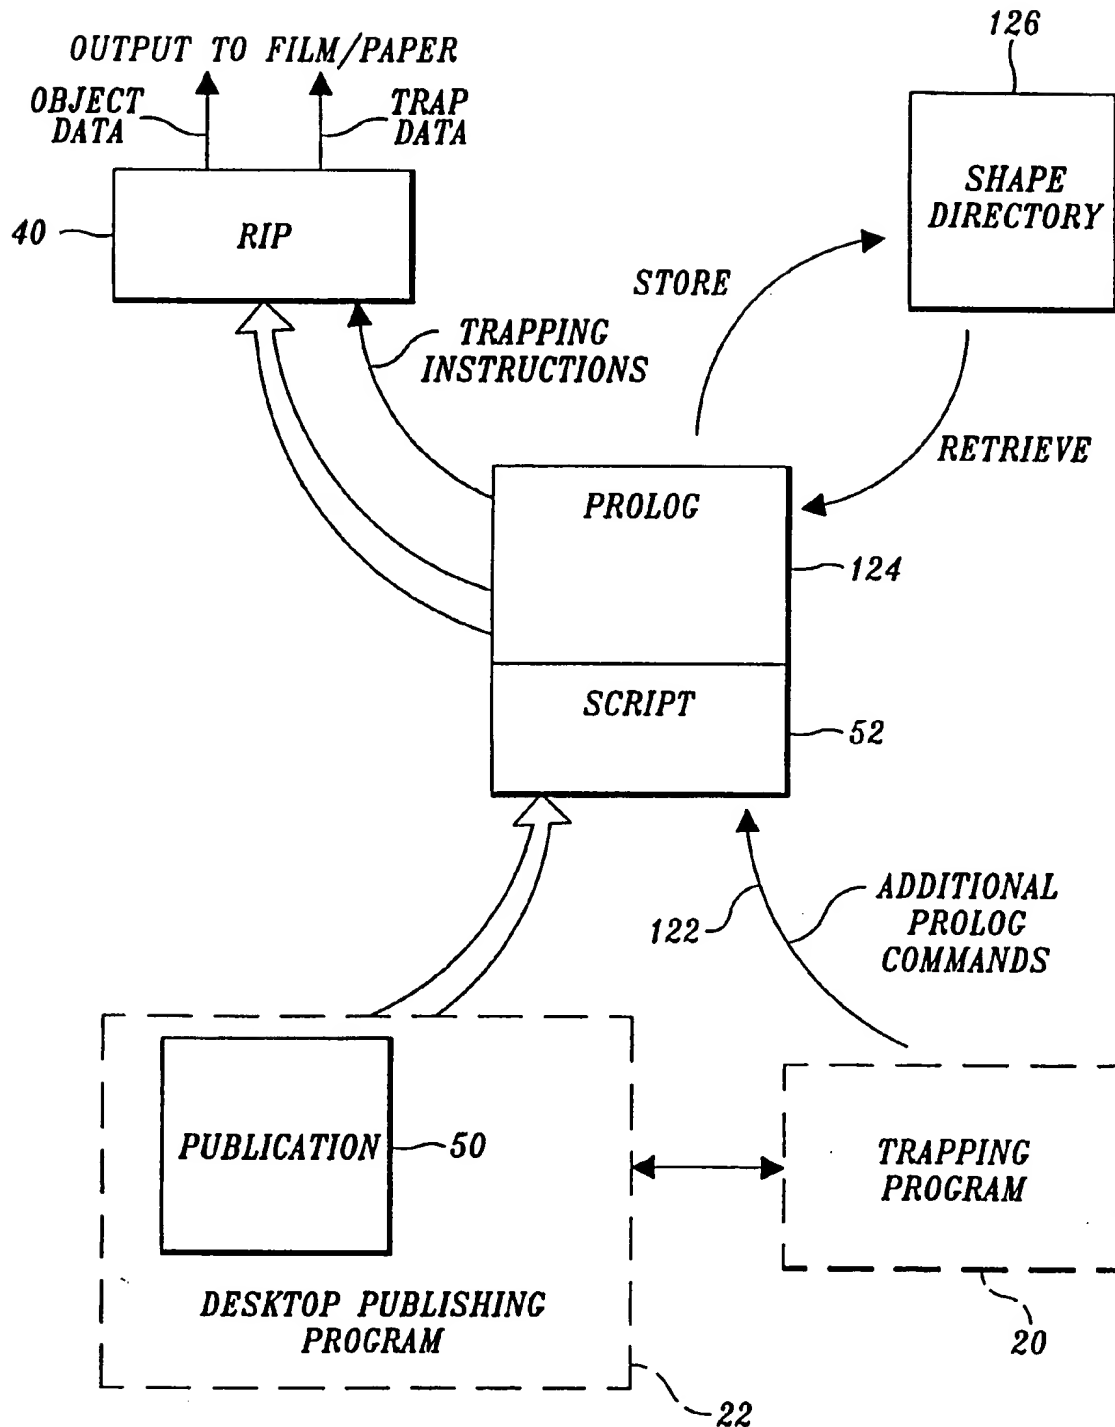 126
OUTPUT TO FILM/PAPER
OBJECT
DATA
TRAP
DATA
SHAPE
DIRECTORY
40
RIP
STORE
TRAPPING
INSTRUCTIONS
RETRIEVE
PROLOG
124
SCRIPT
52
122
ADDITIONAL
PROLOG
COMMANDS
PUBLICATION
50
TRAPPING
PROGRAM
DESKTOP PUBLISHING
PROGRAM
20
22